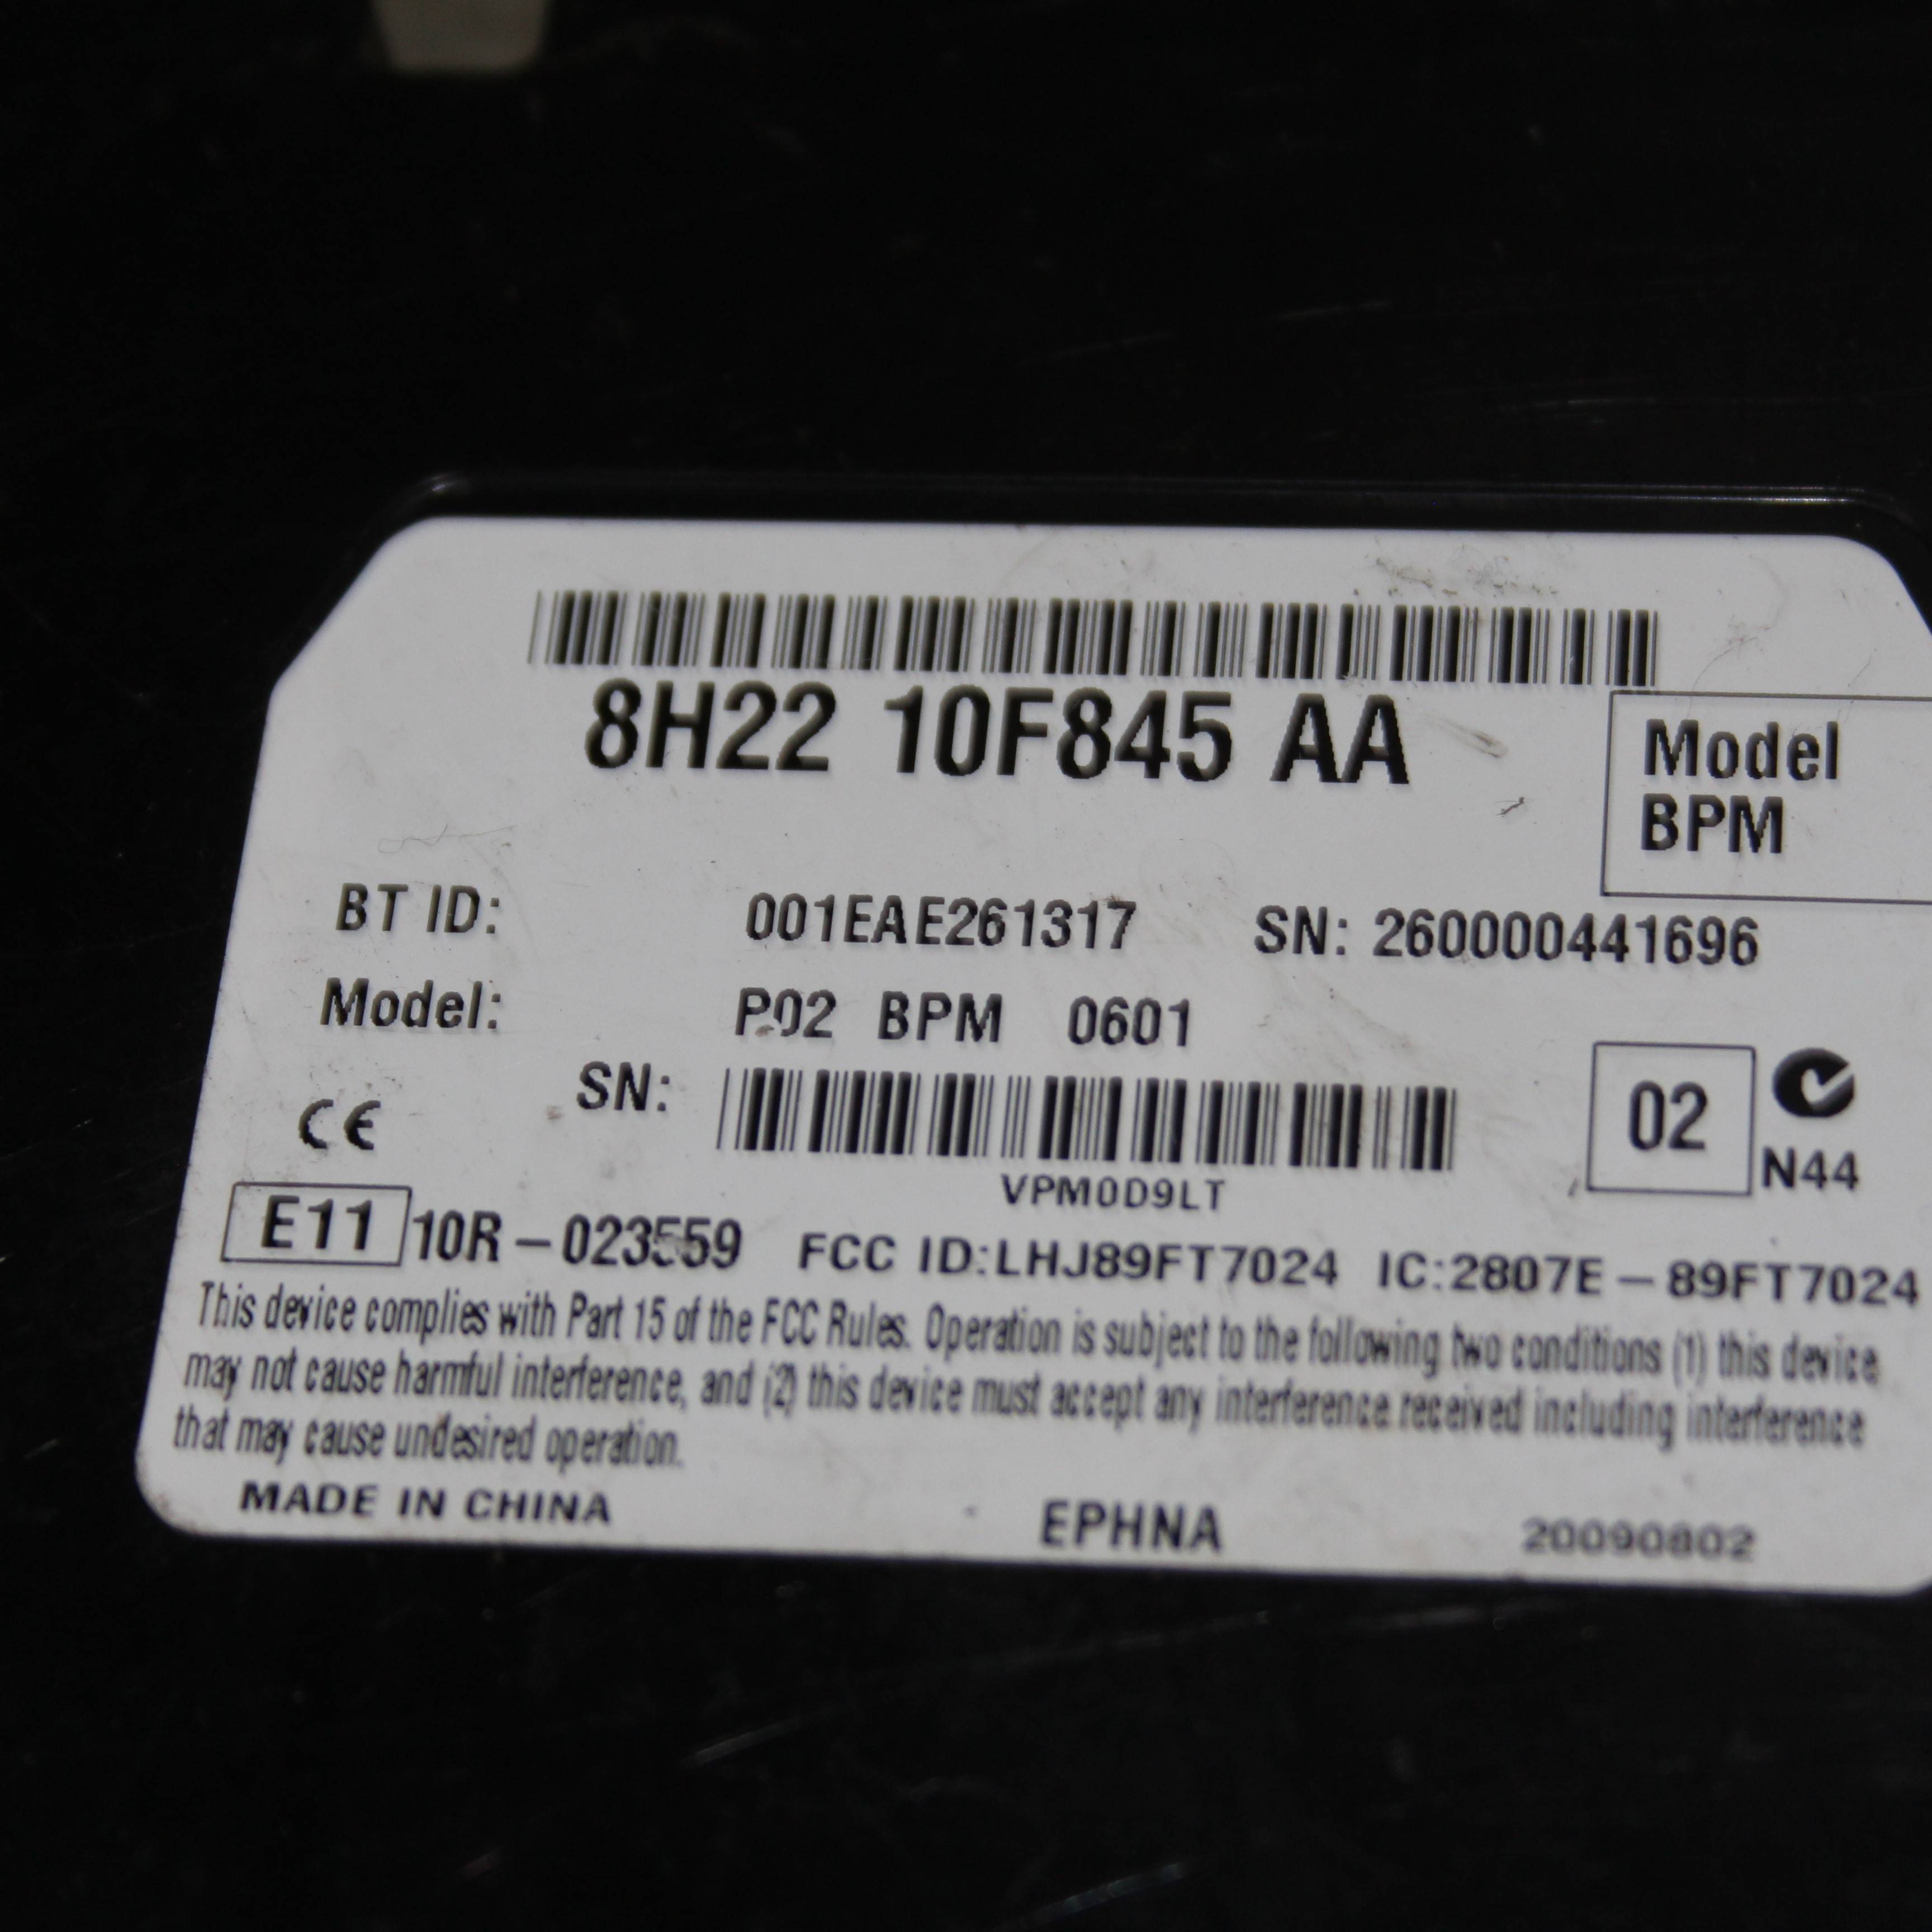 8H22 10F845 AA
Model
BPM
BT ID: 001EAE261317 SN: 260000441696
Model: P02 BPM 0601
SN:
02
CE
N44
VPM0D9LT
E11 10R-023559 FCC ID:LHJ89FT7024 IC:2807E-89FT7024
This device complies with Part 15 of the FCC Rules. Operation is subject to the following two conditions (1) this device
may not cause harmful interference, and (2) this device must accept any interference received including interference
that may cause undesired operation.
MADE IN CHINA EPHNA 20090802